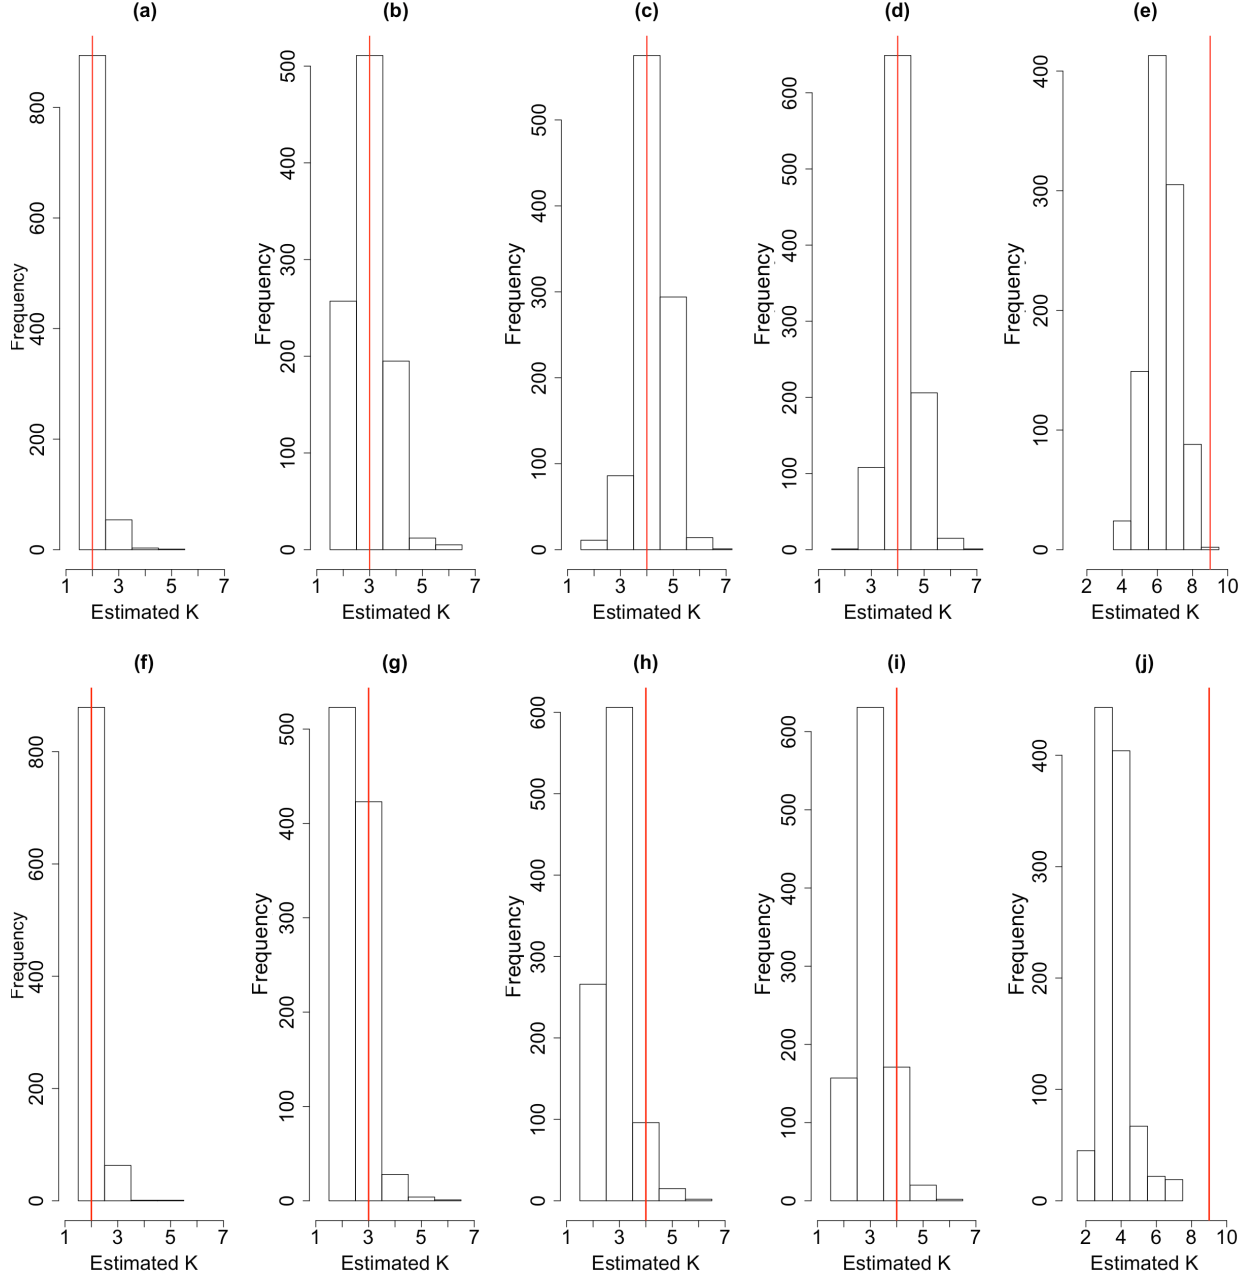 (a) (b) (c) (d) (e)
Frequency
0 200 400 600 800
1 3 5 7
Estimated K
Frequency
0 100 200 300 400 500
1 3 5 7
Estimated K
Frequency
0 100 200 300 400 500
1 3 5 7
Estimated K
Frequency
0 100 200 300 400 500 600
1 3 5 7
Estimated K
Frequency
0 100 200 300 400
2 4 6 8 10
Estimated K
(f) (g) (h) (i) (j)
Frequency
0 200 400 600 800
1 3 5 7
Estimated K
Frequency
0 100 200 300 400 500
1 3 5 7
Estimated K
Frequency
0 100 200 300 400 500 600
1 3 5 7
Estimated K
Frequency
0 100 200 300 400 500 600
1 3 5 7
Estimated K
Frequency
0 100 200 300 400
2 4 6 8 10
Estimated K